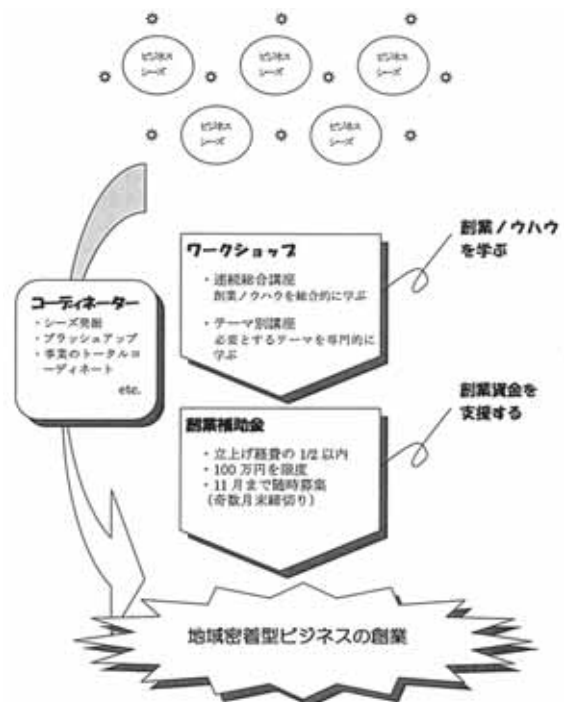 ビジネス
シーズ
ビジネス
シーズ
ビジネス
シーズ
ビジネス
シーズ
ビジネス
シーズ
創業ノウハウ
を学ぶ
ワークショップ
・連続総合講座
創業ノウハウを総合的に学ぶ
・テーマ別講座
必要とするテーマを専門的に
学ぶ
コーディネーター
・シーズ発掘
・ブラッシュアップ
・事業のトータルコ
ーディネート
etc.
創業資金を
支援する
創業補助金
・立上げ経費の 1/2 以内
・100 万円を限度
・11 月まで随時募集
（奇数月末締切り）
地域密着型ビジネスの創業